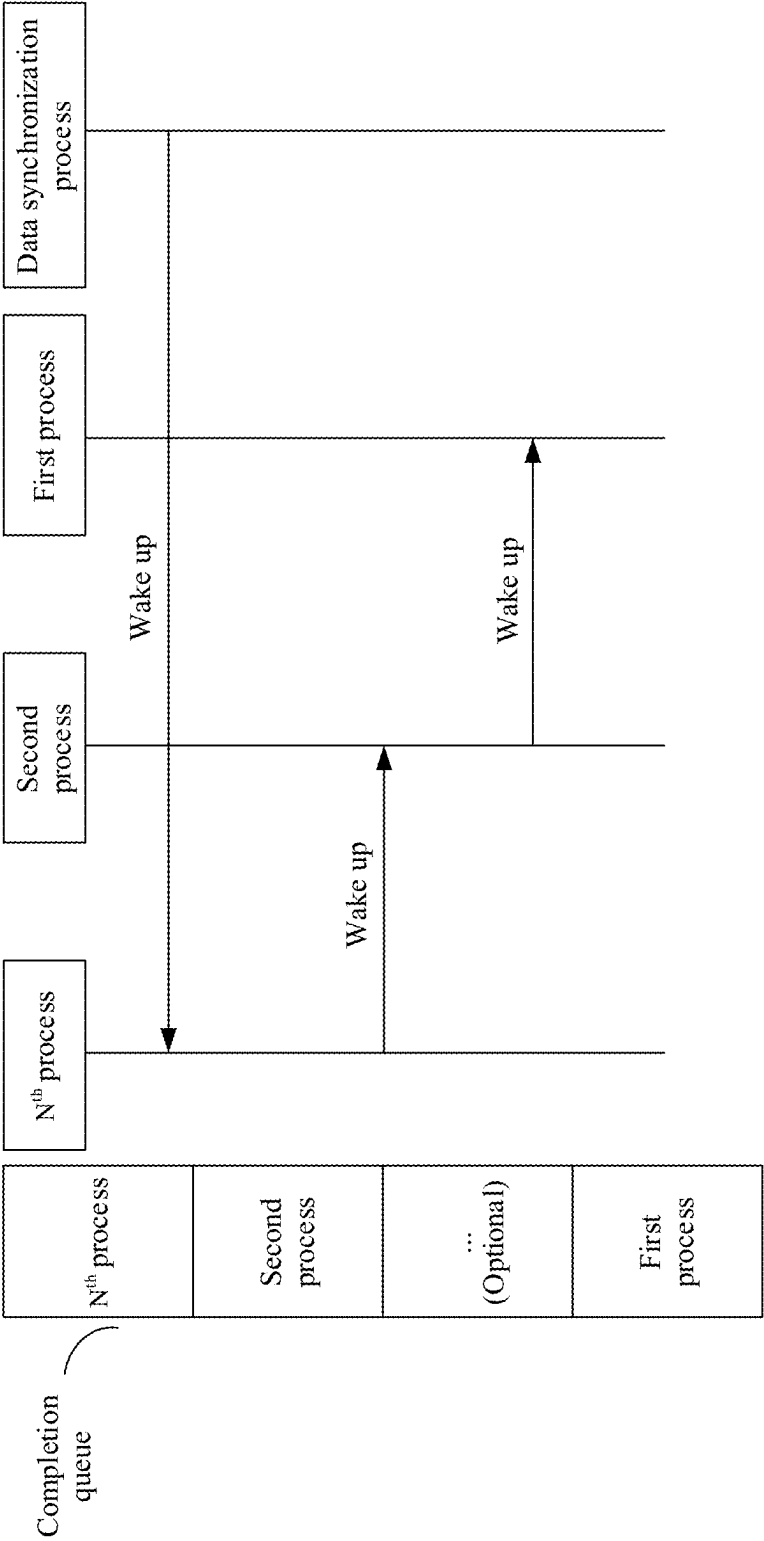 Completion
queue
Nth process
Second
process
...
(Optional)
First
process
Nth process
Second
process
First process
Data synchronization
process
Wake up
Wake up
Wake up